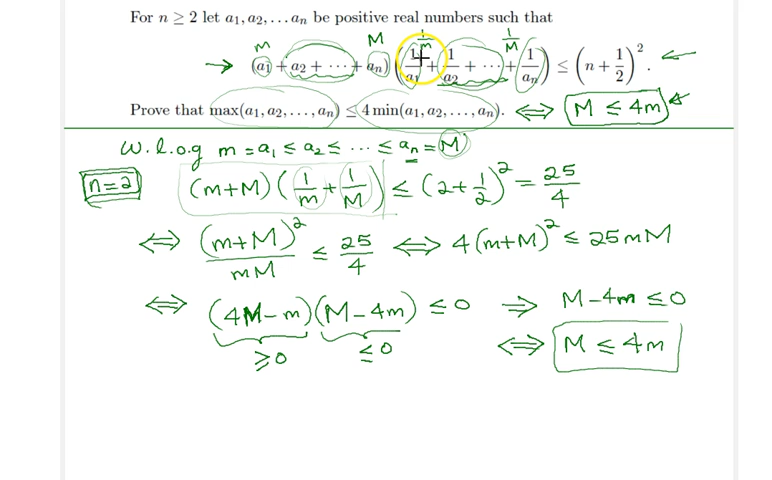 For n ≥ 2 let a₁, a₂, … aₙ be positive real numbers such that
m M 1/m 1/M
→ (a₁ + a₂ + ⋯ + aₙ) (1/a₁ + 1/a₂ + ⋯ + 1/aₙ) ≤ (n + 1/2)². ←
Prove that max(a₁, a₂, …, aₙ) ≤ 4 min(a₁, a₂, …, aₙ). ⟺ M ≤ 4m
w.l.o.g m = a₁ ≤ a₂ ≤ ⋯ ≤ aₙ = M
n=2 (m+M)(1/m + 1/M) ≤ (2+1/2)² = 25/4
⟺ (m+M)²/mM ≤ 25/4 ⟺ 4(m+M)² ≤ 25mM
⟺ (4M−m)(M−4m) ≤ 0 ⇒ M−4m ≤ 0
≥0 ≤0 ⟺ M ≤ 4m